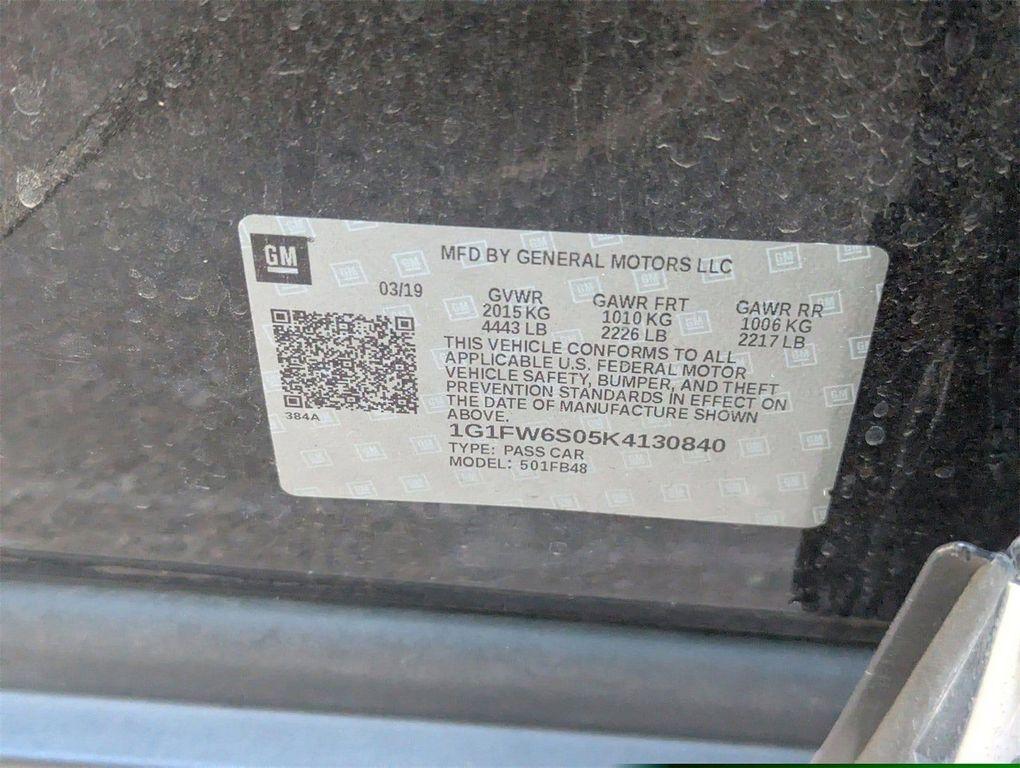 GM
MFD BY GENERAL MOTORS LLC
03/19
GVWR
2015 KG
4443 LB
GAWR FRT
1010 KG
2226 LB
GAWR RR
1006 KG
2217 LB
THIS VEHICLE CONFORMS TO ALL
APPLICABLE U.S. FEDERAL MOTOR
VEHICLE SAFETY, BUMPER, AND THEFT
PREVENTION STANDARDS IN EFFECT ON
THE DATE OF MANUFACTURE SHOWN
ABOVE.
384A
1G1FW6S05K4130840
TYPE: PASS CAR
MODEL: 501FB48